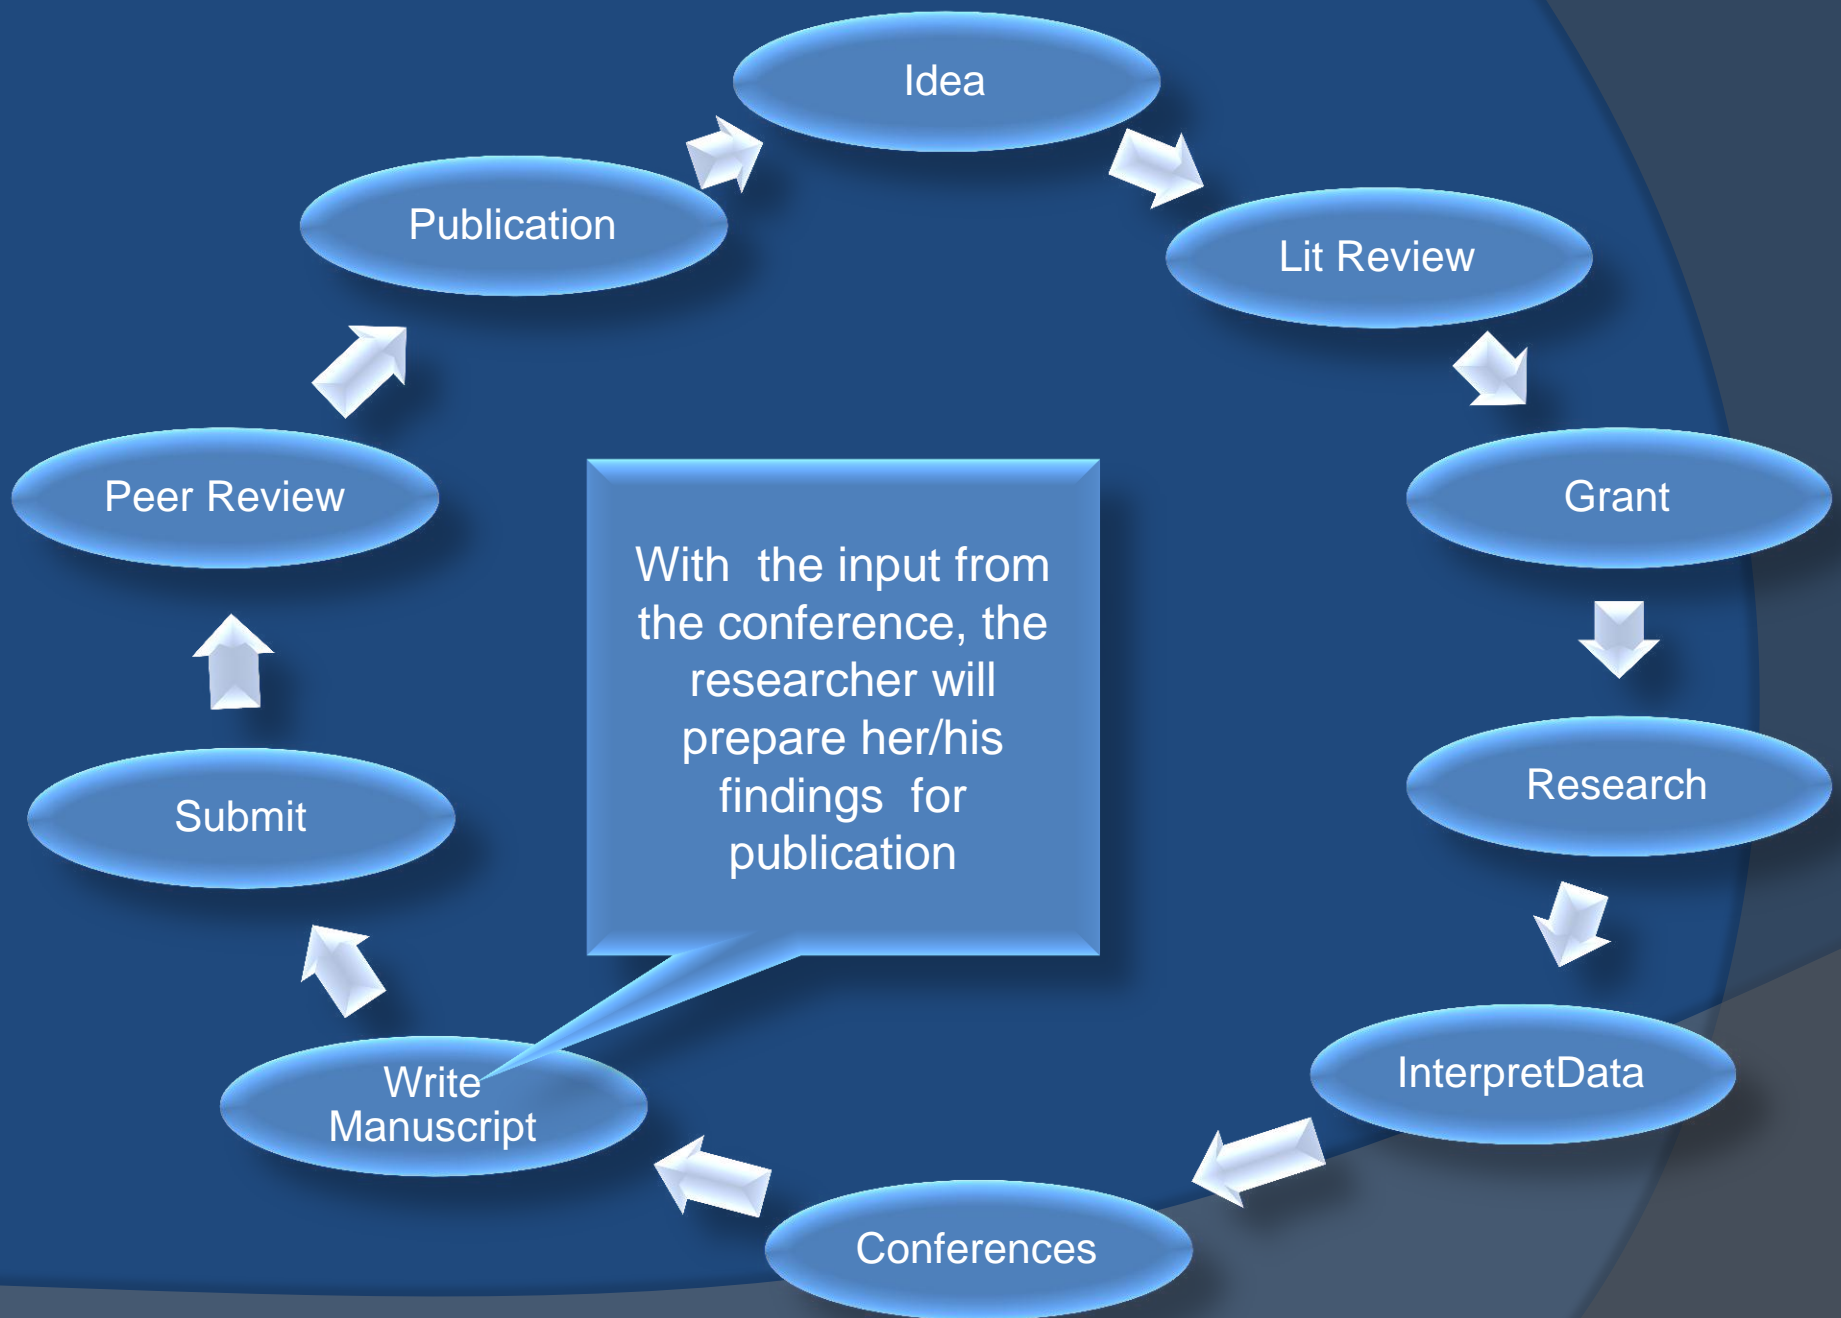 Idea
Lit Review
Grant
Research
InterpretData
Conferences
Write
Manuscript
Submit
Peer Review
Publication
With  the input from
the conference, the
researcher will
prepare her/his
findings  for
publication